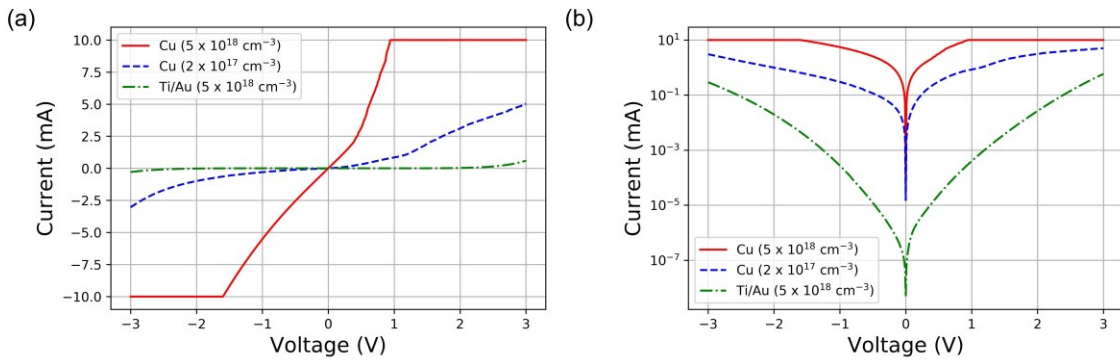 (a)
10.0
7.5
5.0
2.5
0.0
−2.5
−5.0
−7.5
−10.0
Current (mA)
Cu (5 x 10¹⁸ cm⁻³)
Cu (2 x 10¹⁷ cm⁻³)
Ti/Au (5 x 10¹⁸ cm⁻³)
−3 −2 −1 0 1 2 3
Voltage (V)
(b)
10¹
10⁻¹
10⁻³
10⁻⁵
10⁻⁷
Current (mA)
Cu (5 x 10¹⁸ cm⁻³)
Cu (2 x 10¹⁷ cm⁻³)
Ti/Au (5 x 10¹⁸ cm⁻³)
−3 −2 −1 0 1 2 3
Voltage (V)